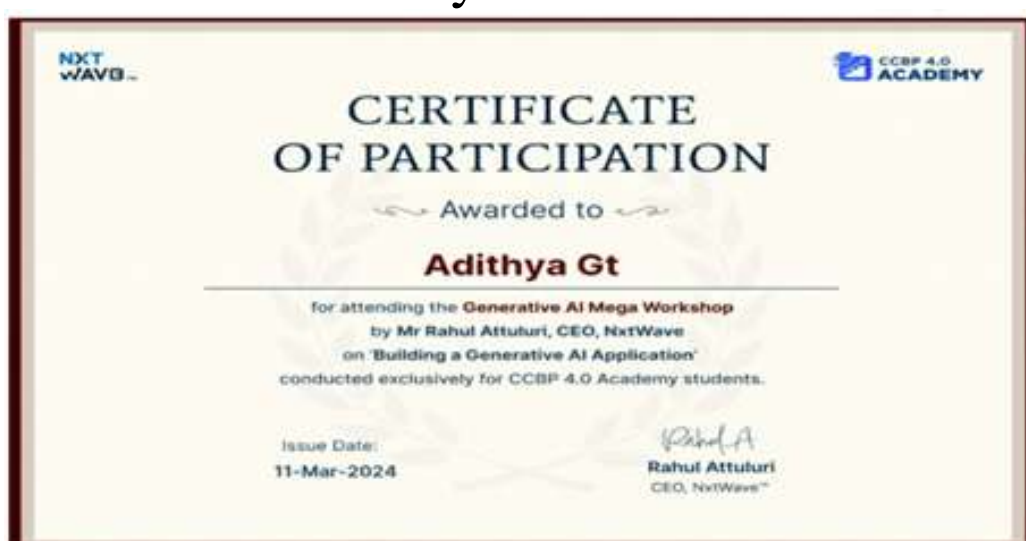 NXT
WAVE
CCBP 4.0
ACADEMY
CERTIFICATE
OF PARTICIPATION
Awarded to
Adithya Gt
for attending the Generative AI Mega Workshop
by Mr Rahul Attuluri, CEO, NxtWave
on 'Building a Generative AI Application'
conducted exclusively for CCBP 4.0 Academy students.
Issue Date:
11-Mar-2024
Rahul A
Rahul Attuluri
CEO, NxtWave™